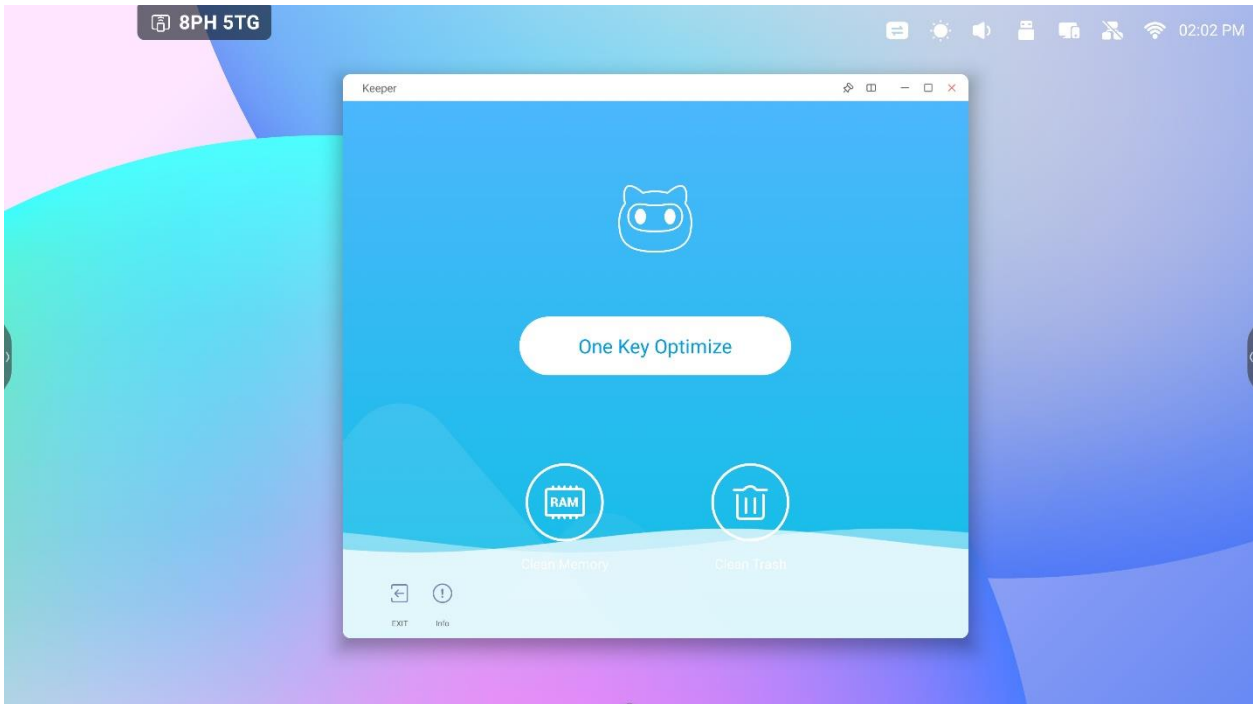 8PH 5TG
02:02 PM
Keeper
One Key Optimize
RAM
Clean Memory
Clean Trash
EXIT
Info